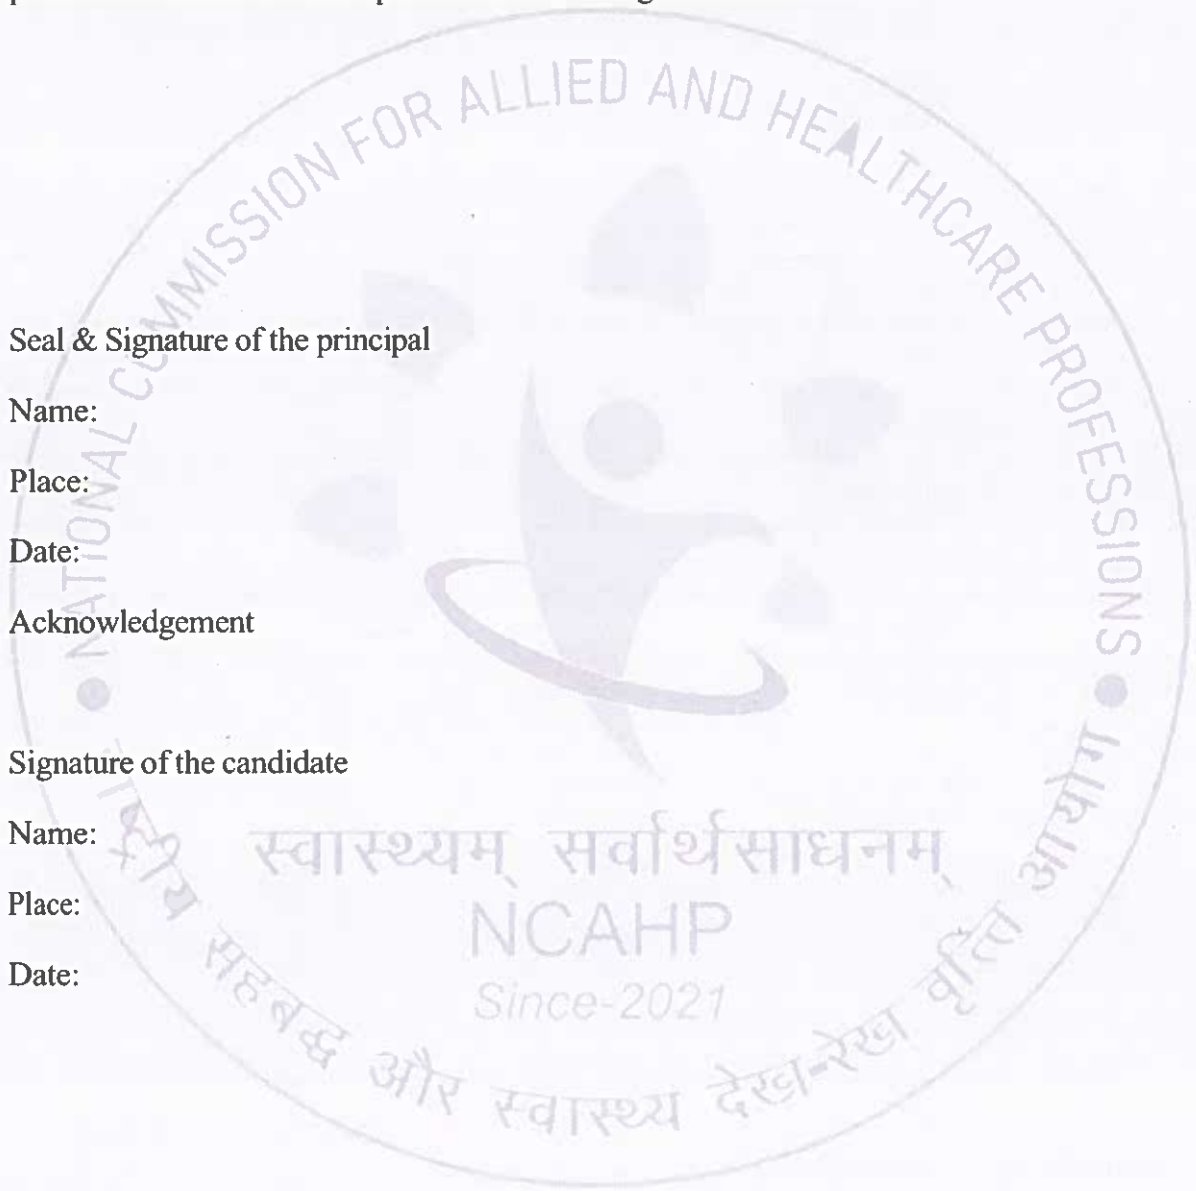 NATIONAL COMMISSION FOR ALLIED AND HEALTHCARE PROFESSIONS
Seal & Signature of the principal
Name:
Place:
Date:
Acknowledgement
Signature of the candidate
Name:
Place:
Date:
स्वास्थ्यम् सर्वार्थसाधनम्
NCAHP
Since-2021
सहबद्ध और स्वास्थ्य देख-रेख वृत्ति आयोग